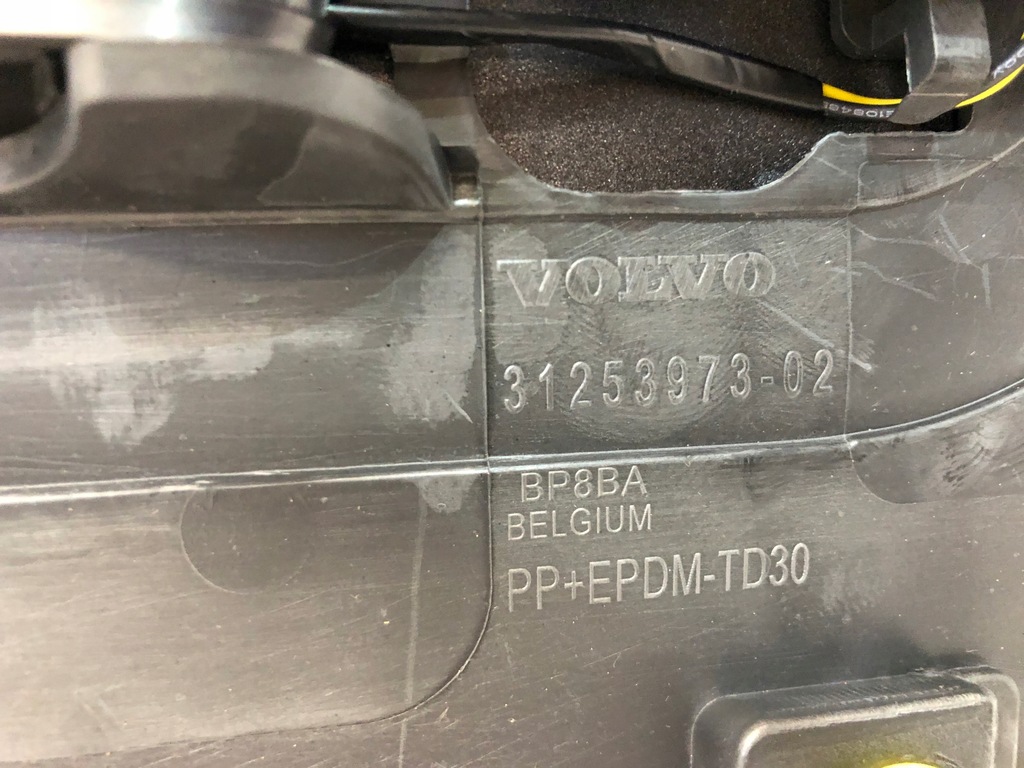 VOLVO
31253973-02
BP8BA
BELGIUM
PP+EPDM-TD30